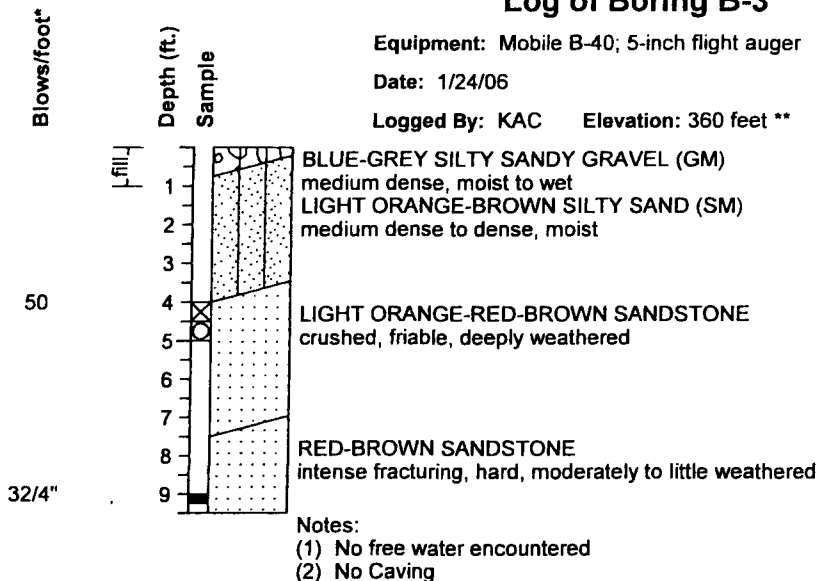 Log of Boring B-3
Equipment: Mobile B-40; 5-inch flight auger
Date: 1/24/06
Logged By: KAC Elevation: 360 feet **
Blows/foot*
Depth (ft.)
Sample
fill
BLUE-GREY SILTY SANDY GRAVEL (GM)
medium dense, moist to wet
1
LIGHT ORANGE-BROWN SILTY SAND (SM)
2
medium dense to dense, moist
3
50
4
LIGHT ORANGE-RED-BROWN SANDSTONE
5
crushed, friable, deeply weathered
6
7
8
RED-BROWN SANDSTONE
intense fracturing, hard, moderately to little weathered
32/4"
9
Notes:
(1) No free water encountered
(2) No Caving